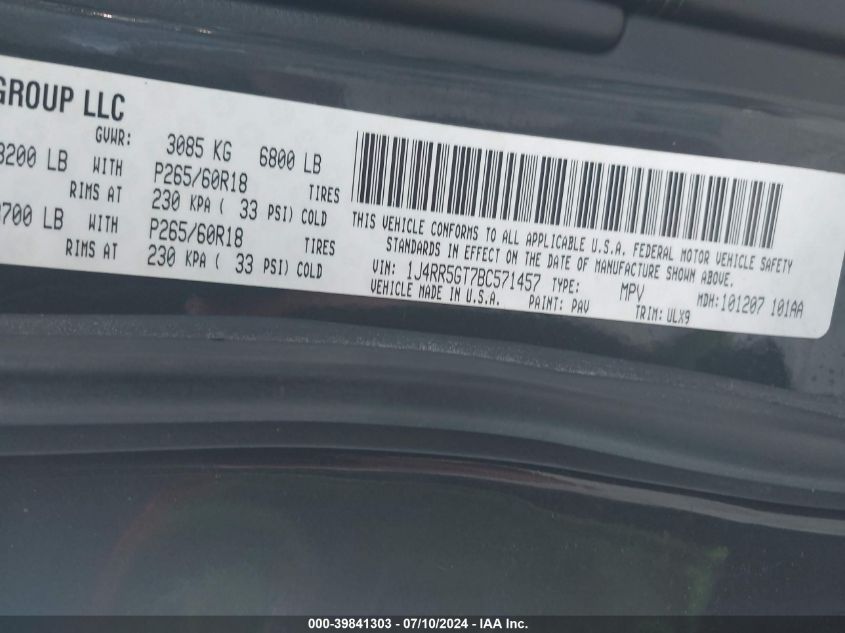 GROUP LLC
GVWR: 3085 KG 6800 LB
3200 LB WITH P265/60R18 TIRES
RIMS AT 230 KPA ( 33 PSI) COLD
700 LB WITH P265/60R18 TIRES
RIMS AT 230 KPA ( 33 PSI) COLD
THIS VEHICLE CONFORMS TO ALL APPLICABLE U.S.A. FEDERAL MOTOR VEHICLE SAFETY
STANDARDS IN EFFECT ON THE DATE OF MANUFACTURE SHOWN ABOVE.
VIN: 1J4RR5GT7BC571457 TYPE: MPV MDH: 101207 101AA
VEHICLE MADE IN U.S.A. PAINT: PAV TRIM: ULX9
000-39841303 - 07/10/2024 - IAA Inc.